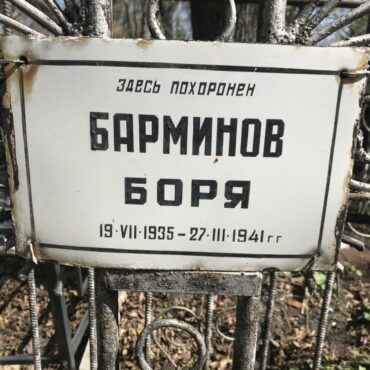 ЗДЕСЬ ПОХОРОНЕН
БАРМИНОВ
БОРЯ
19·VII·1935 – 27·III·1941 гг